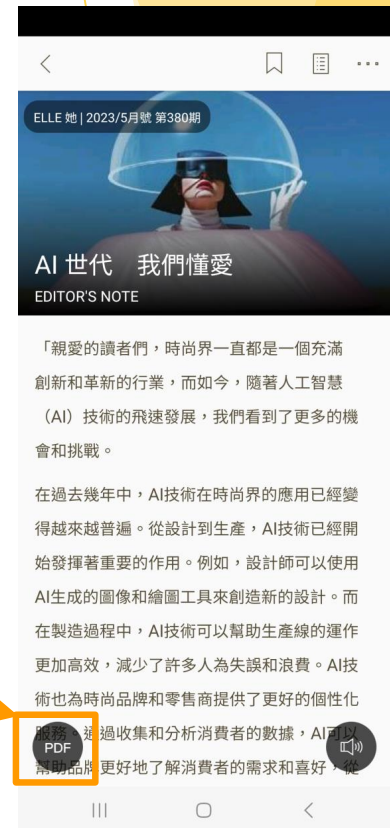 ELLE 她 | 2023/5月號 第380期
AI 世代　我們懂愛
EDITOR'S NOTE
「親愛的讀者們，時尚界一直都是一個充滿
創新和革新的行業，而如今，隨著人工智慧
（AI）技術的飛速發展，我們看到了更多的機
會和挑戰。
在過去幾年中，AI技術在時尚界的應用已經變
得越來越普遍。從設計到生產，AI技術已經開
始發揮著重要的作用。例如，設計師可以使用
AI生成的圖像和繪圖工具來創造新的設計。而
在製造過程中，AI技術可以幫助生產線的運作
更加高效，減少了許多人為失誤和浪費。AI技
術也為時尚品牌和零售商提供了更好的個性化
服務。通過收集和分析消費者的數據，AI可以
PDF
幫助品牌更好地了解消費者的需求和喜好，從